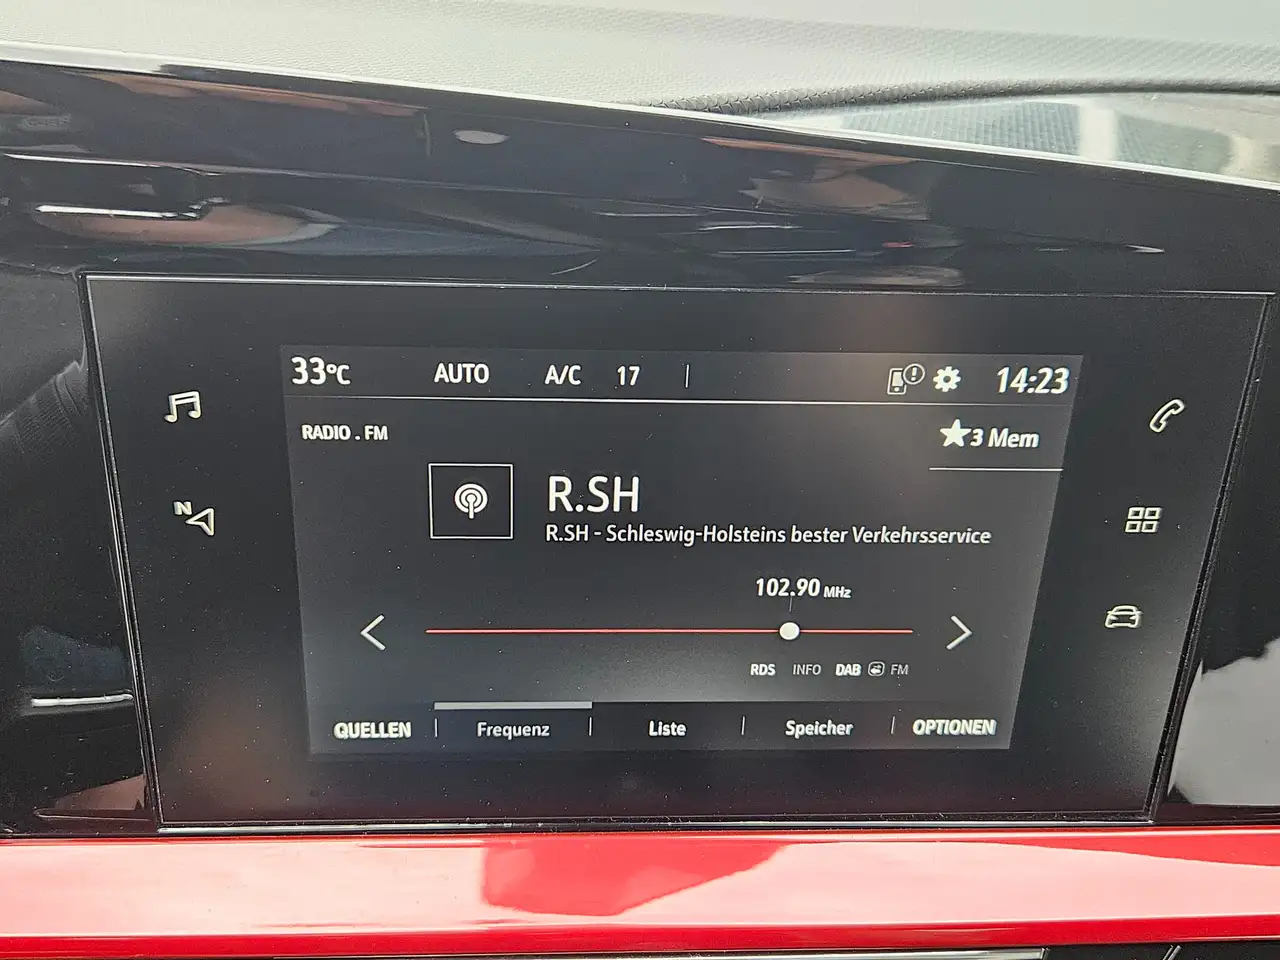 33°C AUTO A/C 17 14:23
RADIO . FM
3 Mem
R.SH
R.SH - Schleswig-Holsteins bester Verkehrsservice
N
102.90 MHz
RDS INFO DAB FM
QUELLEN Frequenz Liste Speicher OPTIONEN